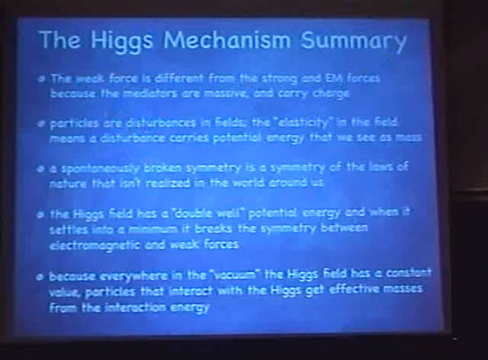 The Higgs Mechanism Summary
The weak force is different from the strong and EM forces
because the mediators are massive, and carry charge
particles are disturbances in fields; the "elasticity" in the field
means a disturbance carries potential energy that we see as mass
a spontaneously broken symmetry is a symmetry of the laws of
nature that isn't realized in the world around us
the Higgs field has a "double well" potential energy and when it
settles into a minimum it breaks the symmetry between
electromagnetic and weak forces
because everywhere in the "vacuum" the Higgs field has a constant
value, particles that interact with the Higgs get effective masses
from the interaction energy